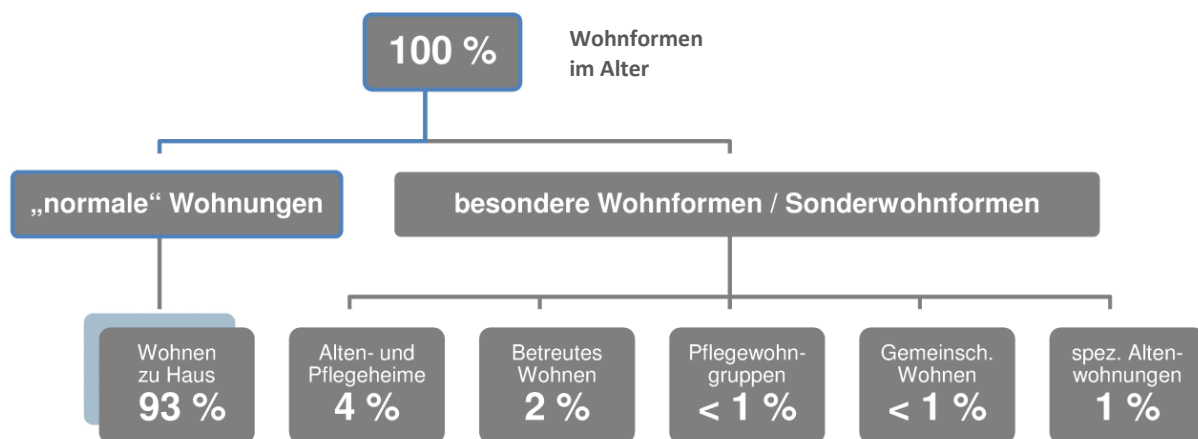 100 %
Wohnformen
im Alter
„normale“ Wohnungen
besondere Wohnformen / Sonderwohnformen
Wohnen
zu Haus
93 %
Alten- und
Pflegeheime
4 %
Betreutes
Wohnen
2 %
Pflegewohn-
gruppen
< 1 %
Gemeinsch.
Wohnen
< 1 %
spez. Alten-
wohnungen
1 %